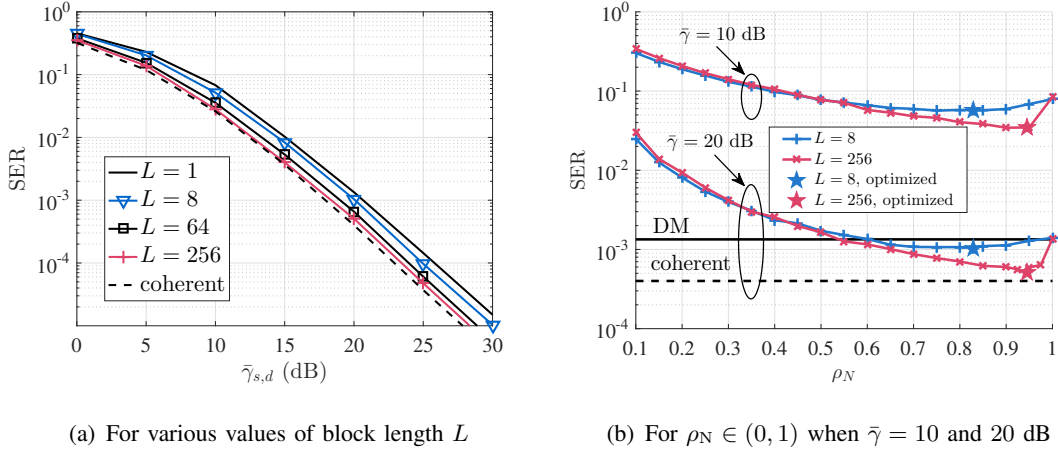 10^0
10^-1
10^-2
10^-3
10^-4
SER
0 5 10 15 20 25 30
γ̄_{s,d} (dB)
L = 1
L = 8
L = 64
L = 256
coherent
(a) For various values of block length L
10^0
10^-1
10^-2
10^-3
10^-4
SER
0.1 0.2 0.3 0.4 0.5 0.6 0.7 0.8 0.9 1
ρ_N
γ̄ = 10 dB
γ̄ = 20 dB
L = 8
L = 256
L = 8, optimized
L = 256, optimized
DM
coherent
(b) For ρ_N ∈ (0, 1) when γ̄ = 10 and 20 dB